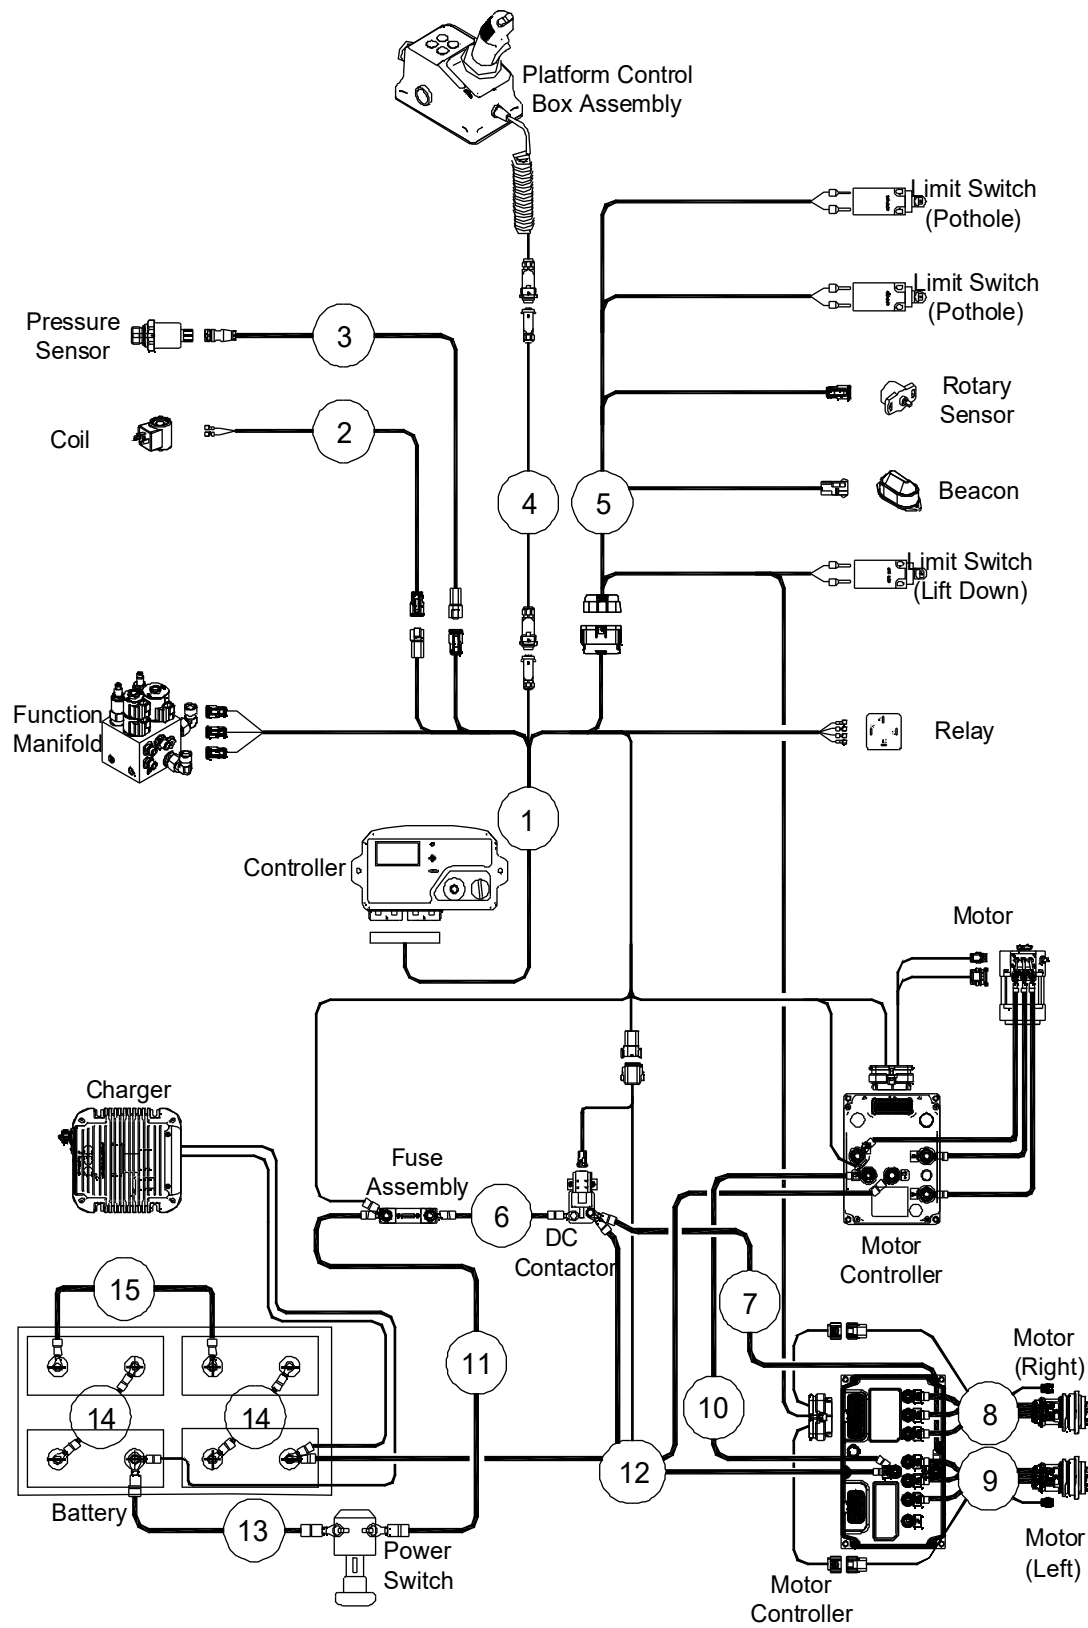 Platform Control
Box Assembly
Limit Switch
(Pothole)
Limit Switch
(Pothole)
Pressure
Sensor
3
Rotary
Sensor
Coil
2
4
5
Beacon
Limit Switch
(Lift Down)
Function
Manifold
Relay
1
Controller
Motor
Charger
Fuse
Assembly
6
DC
Contactor
Motor
Controller
15
7
11
Motor
(Right)
14
14
10
8
12
9
Battery
13
Power
Switch
Motor
(Left)
Motor
Controller